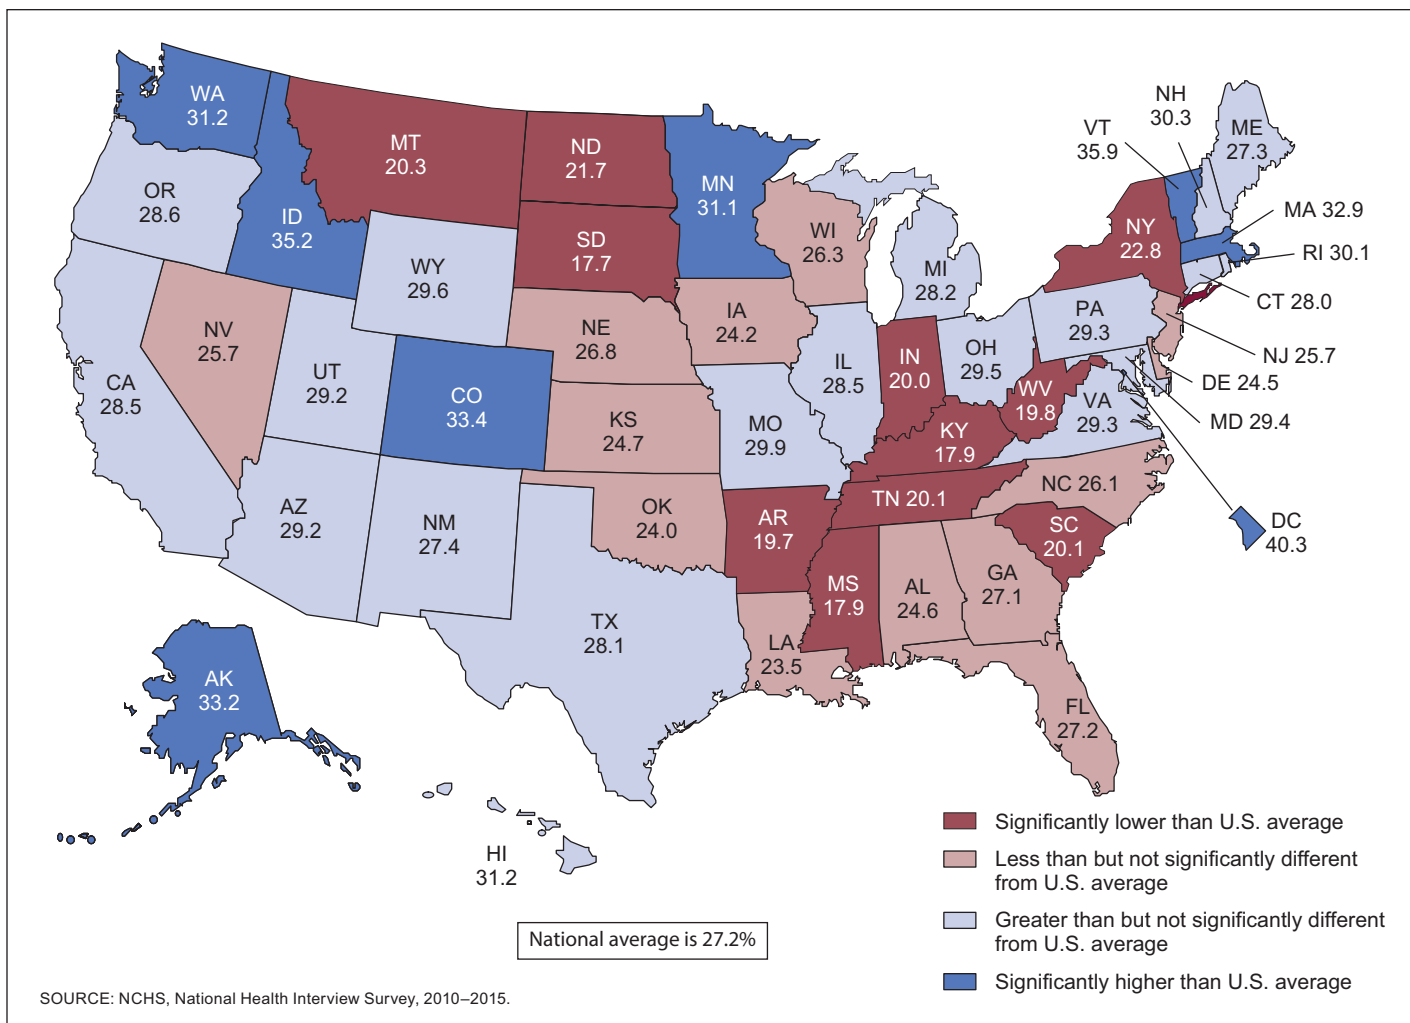 WA
31.2
MT
20.3
ND
21.7
MN
31.1
VT
35.9
NH
30.3
ME
27.3
OR
28.6
ID
35.2
SD
17.7
WI
26.3
NY
22.8
MA 32.9
RI 30.1
CT 28.0
WY
29.6
MI
28.2
PA
29.3
NJ 25.7
DE 24.5
MD 29.4
NV
25.7
NE
26.8
IA
24.2
IL
28.5
IN
20.0
OH
29.5
WV
19.8
VA
29.3
CA
28.5
UT
29.2
CO
33.4
KS
24.7
MO
29.9
KY
17.9
NC 26.1
TN 20.1
SC
20.1
DC
40.3
AZ
29.2
NM
27.4
OK
24.0
AR
19.7
MS
17.9
AL
24.6
GA
27.1
TX
28.1
LA
23.5
FL
27.2
AK
33.2
HI
31.2
Significantly lower than U.S. average
Less than but not significantly different
from U.S. average
Greater than but not significantly different
from U.S. average
Significantly higher than U.S. average
National average is 27.2%
SOURCE: NCHS, National Health Interview Survey, 2010–2015.